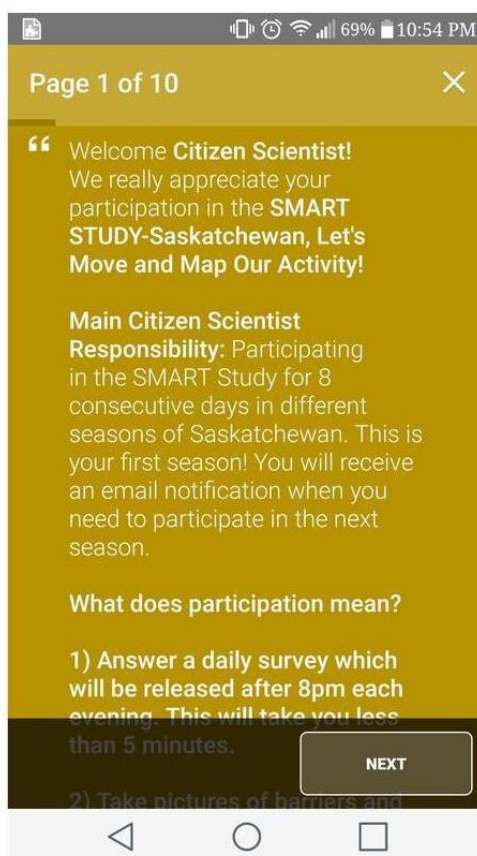 69% 10:54 PM
Page 1 of 10
“ Welcome Citizen Scientist!
We really appreciate your
participation in the SMART
STUDY-Saskatchewan, Let's
Move and Map Our Activity!
Main Citizen Scientist
Responsibility: Participating
in the SMART Study for 8
consecutive days in different
seasons of Saskatchewan. This is
your first season! You will receive
an email notification when you
need to participate in the next
season.
What does participation mean?
1) Answer a daily survey which
will be released after 8pm each
evening. This will take you less
than 5 minutes.
NEXT
2) Take pictures of barriers and